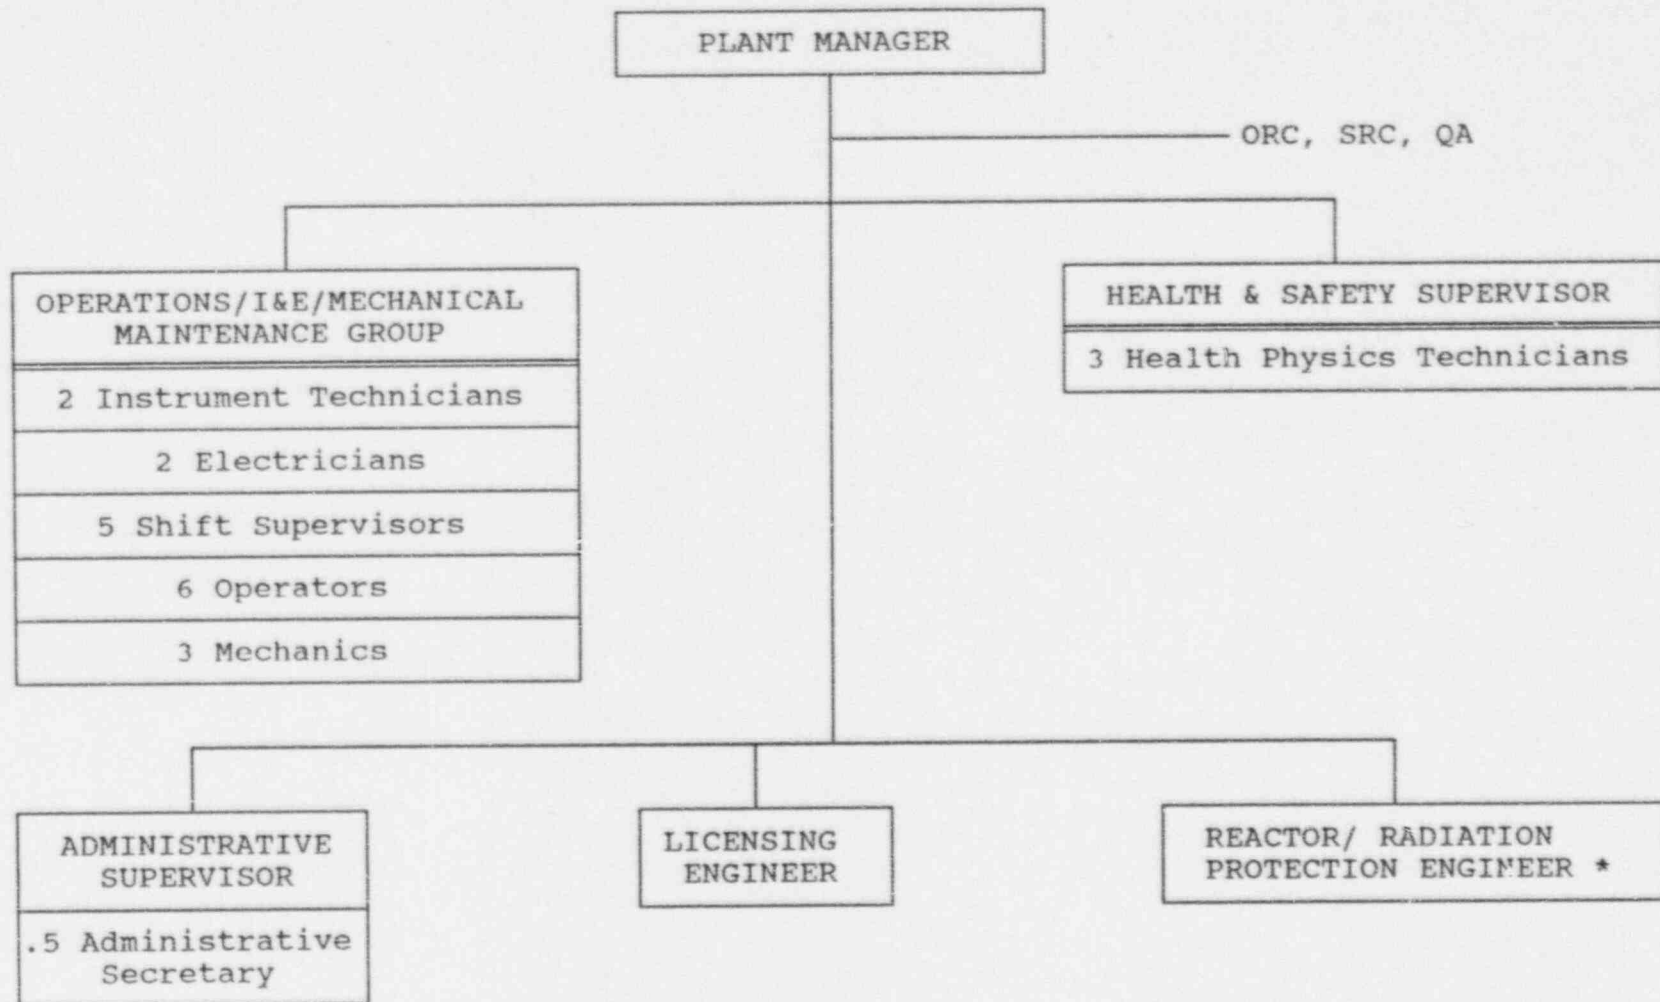 PLANT MANAGER
ORC, SRC, QA
OPERATIONS/I&E/MECHANICAL
MAINTENANCE GROUP
2 Instrument Technicians
2 Electricians
5 Shift Supervisors
6 Operators
3 Mechanics
HEALTH & SAFETY SUPERVISOR
3 Health Physics Technicians
ADMINISTRATIVE
SUPERVISOR
.5 Administrative
Secretary
LICENSING
ENGINEER
REACTOR/ RADIATION
PROTECTION ENGINEER *